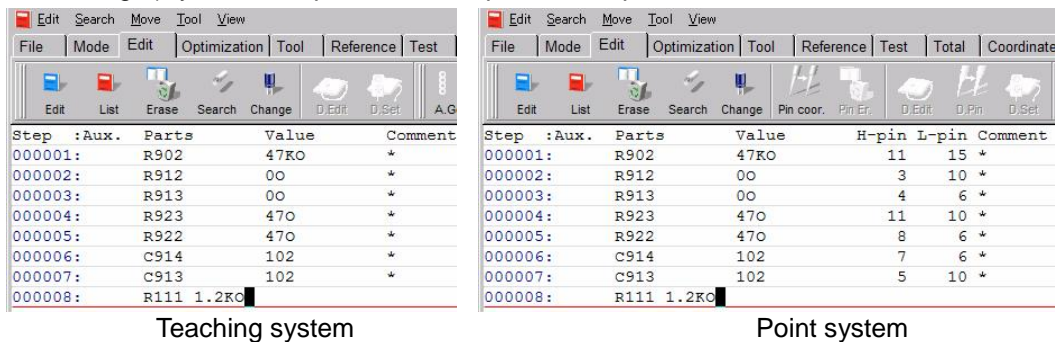 Edit Search Move Tool View
File Mode Edit Optimization Tool Reference Test
Edit List Erase Search Change D.Edit D.Set A.G
Step :Aux. Parts Value Comment
000001: R902 47KO *
000002: R912 0O *
000003: R913 0O *
000004: R923 47O *
000005: R922 47O *
000006: C914 102 *
000007: C913 102 *
000008: R111 1.2KO
Teaching system
Edit Search Move Tool View
File Mode Edit Optimization Tool Reference Test Total Coordinate
Edit List Erase Search Change Pin coor. Pin Er. D.Edit D.Pin D.Set
Step :Aux. Parts Value H-pin L-pin Comment
000001: R902 47KO 11 15 *
000002: R912 0O 3 10 *
000003: R913 0O 4 6 *
000004: R923 47O 11 10 *
000005: R922 47O 8 6 *
000006: C914 102 7 6 *
000007: C913 102 5 10 *
000008: R111 1.2KO
Point system